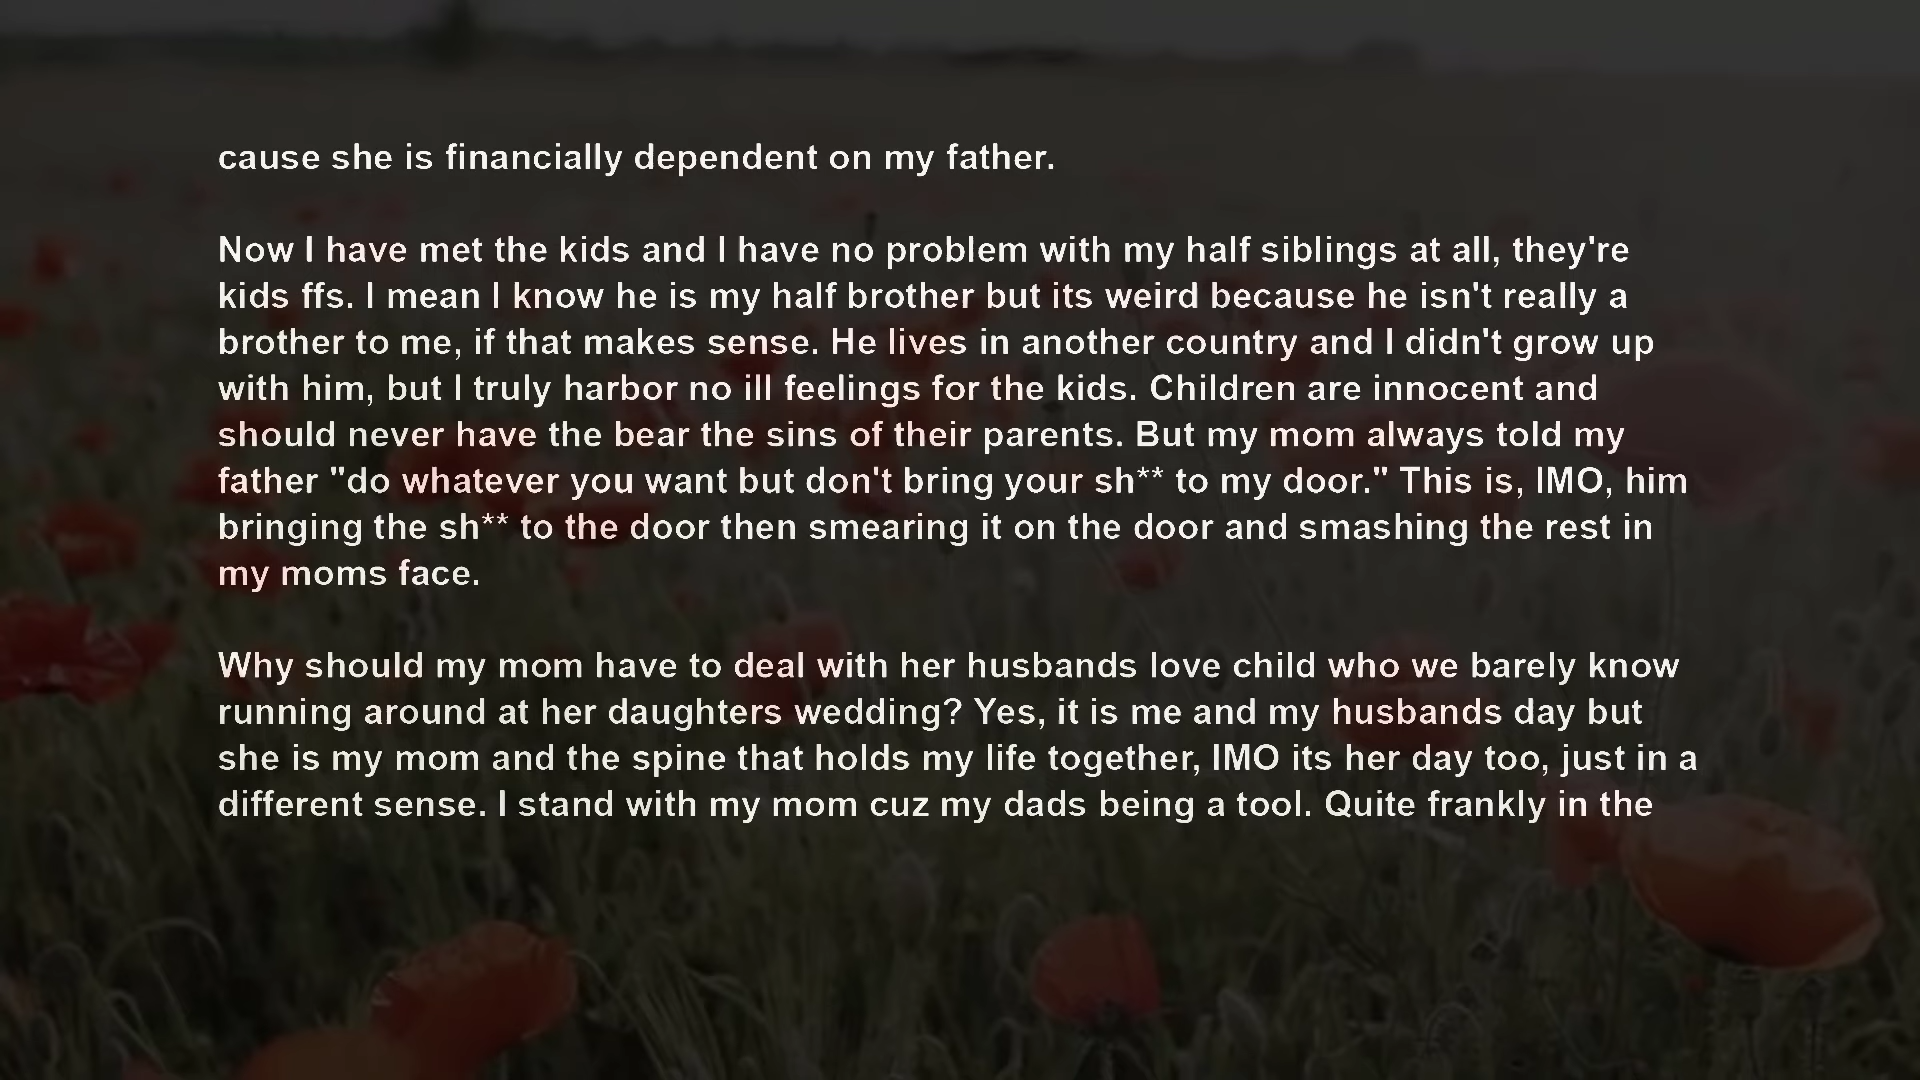 cause she is financially dependent on my father.
Now I have met the kids and I have no problem with my half siblings at all, they're
kids ffs. I mean I know he is my half brother but its weird because he isn't really a
brother to me, if that makes sense. He lives in another country and I didn't grow up
with him, but I truly harbor no ill feelings for the kids. Children are innocent and
should never have the bear the sins of their parents. But my mom always told my
father "do whatever you want but don't bring your sh** to my door." This is, IMO, him
bringing the sh** to the door then smearing it on the door and smashing the rest in
my moms face.
Why should my mom have to deal with her husbands love child who we barely know
running around at her daughters wedding? Yes, it is me and my husbands day but
she is my mom and the spine that holds my life together, IMO its her day too, just in a
different sense. I stand with my mom cuz my dads being a tool. Quite frankly in the